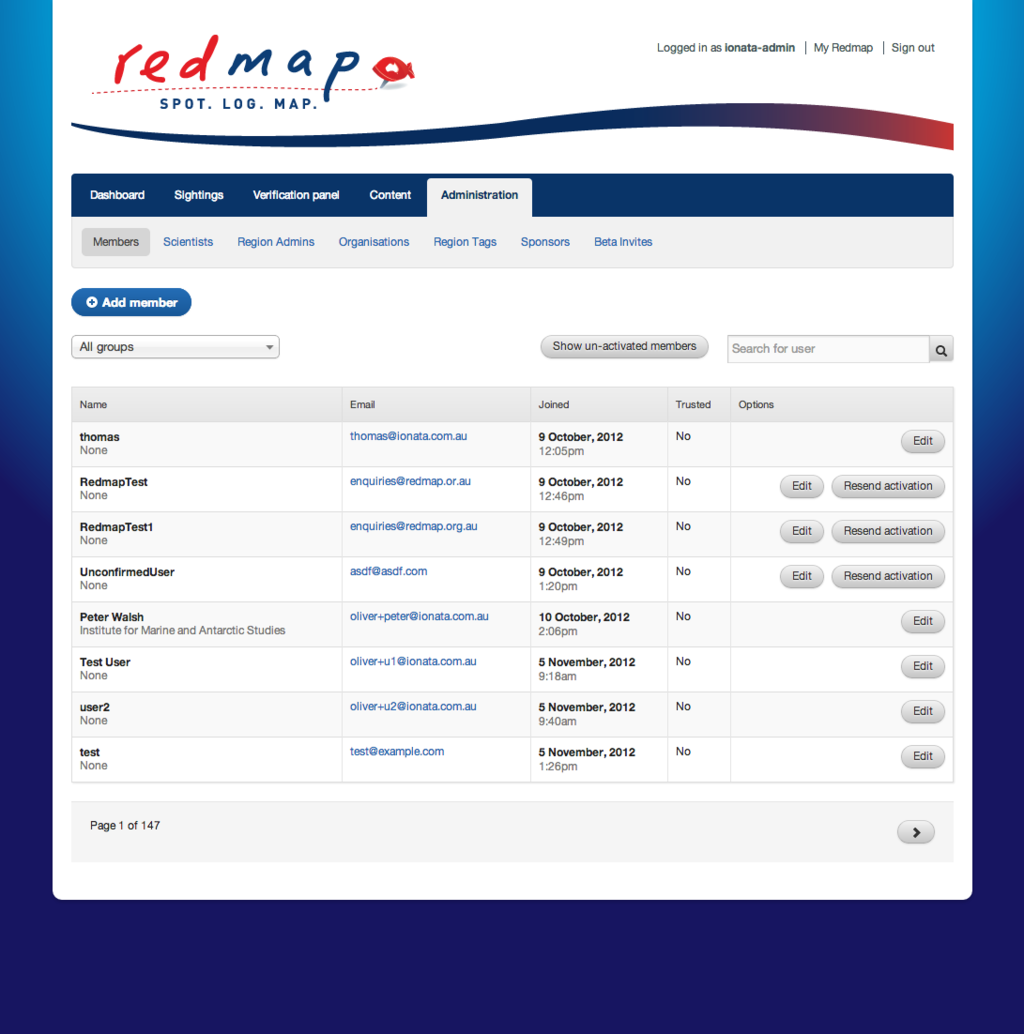 redmap
SPOT. LOG. MAP.
Logged in as ionata-admin | My Redmap | Sign out
Dashboard Sightings Verification panel Content Administration
Members Scientists Region Admins Organisations Region Tags Sponsors Beta Invites
Add member
All groups Show un-activated members Search for user
Name Email Joined Trusted Options
thomas thomas@ionata.com.au 9 October, 2012 No Edit
None 12:05pm
RedmapTest enquiries@redmap.or.au 9 October, 2012 No Edit Resend activation
None 12:46pm
RedmapTest1 enquiries@redmap.org.au 9 October, 2012 No Edit Resend activation
None 12:49pm
UnconfirmedUser asdf@asdf.com 9 October, 2012 No Edit Resend activation
None 1:20pm
Peter Walsh oliver+peter@ionata.com.au 10 October, 2012 No Edit
Institute for Marine and Antarctic Studies 2:06pm
Test User oliver+u1@ionata.com.au 5 November, 2012 No Edit
None 9:18am
user2 oliver+u2@ionata.com.au 5 November, 2012 No Edit
None 9:40am
test test@example.com 5 November, 2012 No Edit
None 1:26pm
Page 1 of 147